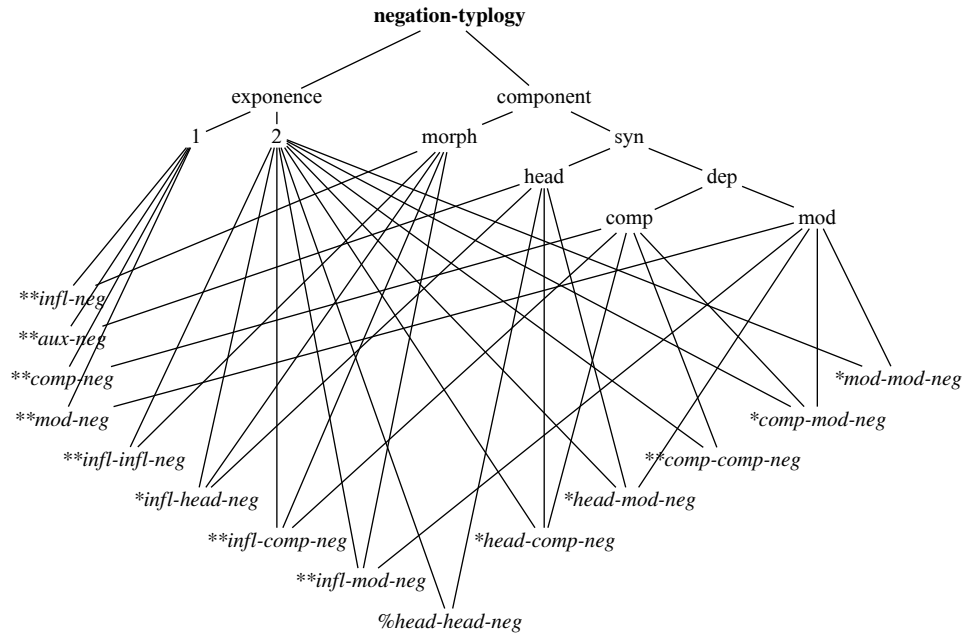 negation-typlogy
exponence component
1 2 morph syn
head dep
comp mod
**infl-neg
**aux-neg
**comp-neg *mod-mod-neg
**mod-neg *comp-mod-neg
**infl-infl-neg **comp-comp-neg
*infl-head-neg *head-mod-neg
**infl-comp-neg *head-comp-neg
**infl-mod-neg
%head-head-neg